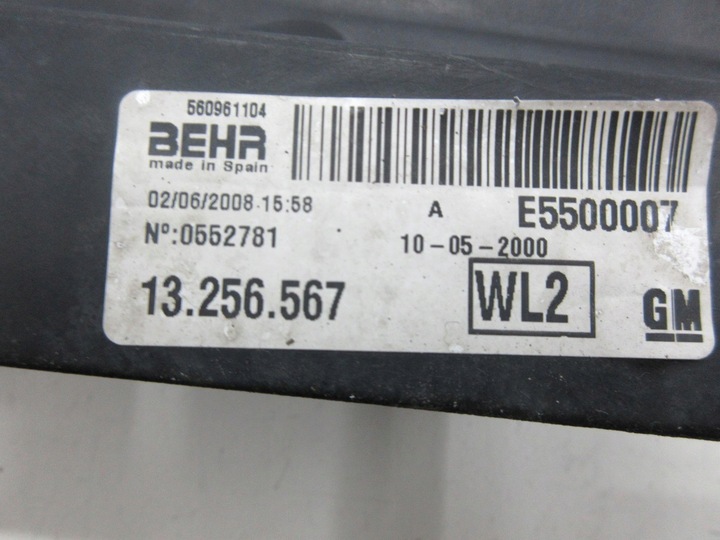 560961104
BEHR
made in Spain
02/06/2008 15:58
A
E5500007
Nº:0552781
10-05-2000
13.256.567
WL2
GM